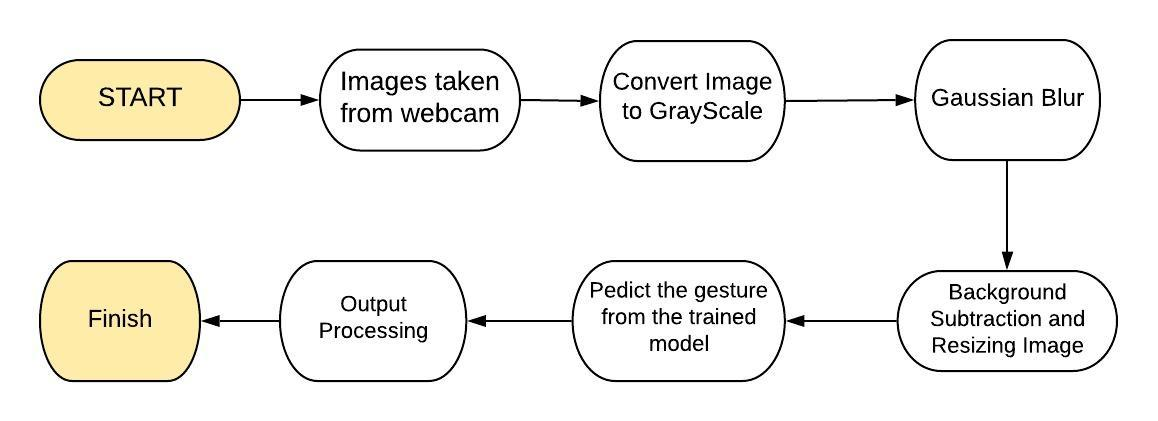 START
Images taken
from webcam
Convert Image
to GrayScale
Gaussian Blur
Background
Subtraction and
Resizing Image
Pedict the gesture
from the trained
model
Output
Processing
Finish